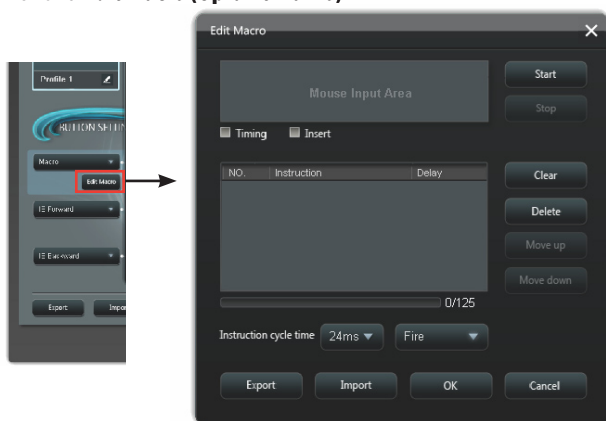 Edit Macro
Profile 1
Mouse Input Area
Start
Stop
Timing Insert
Macro
Edit Macro
NO. Instruction Delay
Clear
Delete
Move up
Move down
IE Forward
0/125
Instruction cycle time 24ms Fire
Export
Export Import OK Cancel